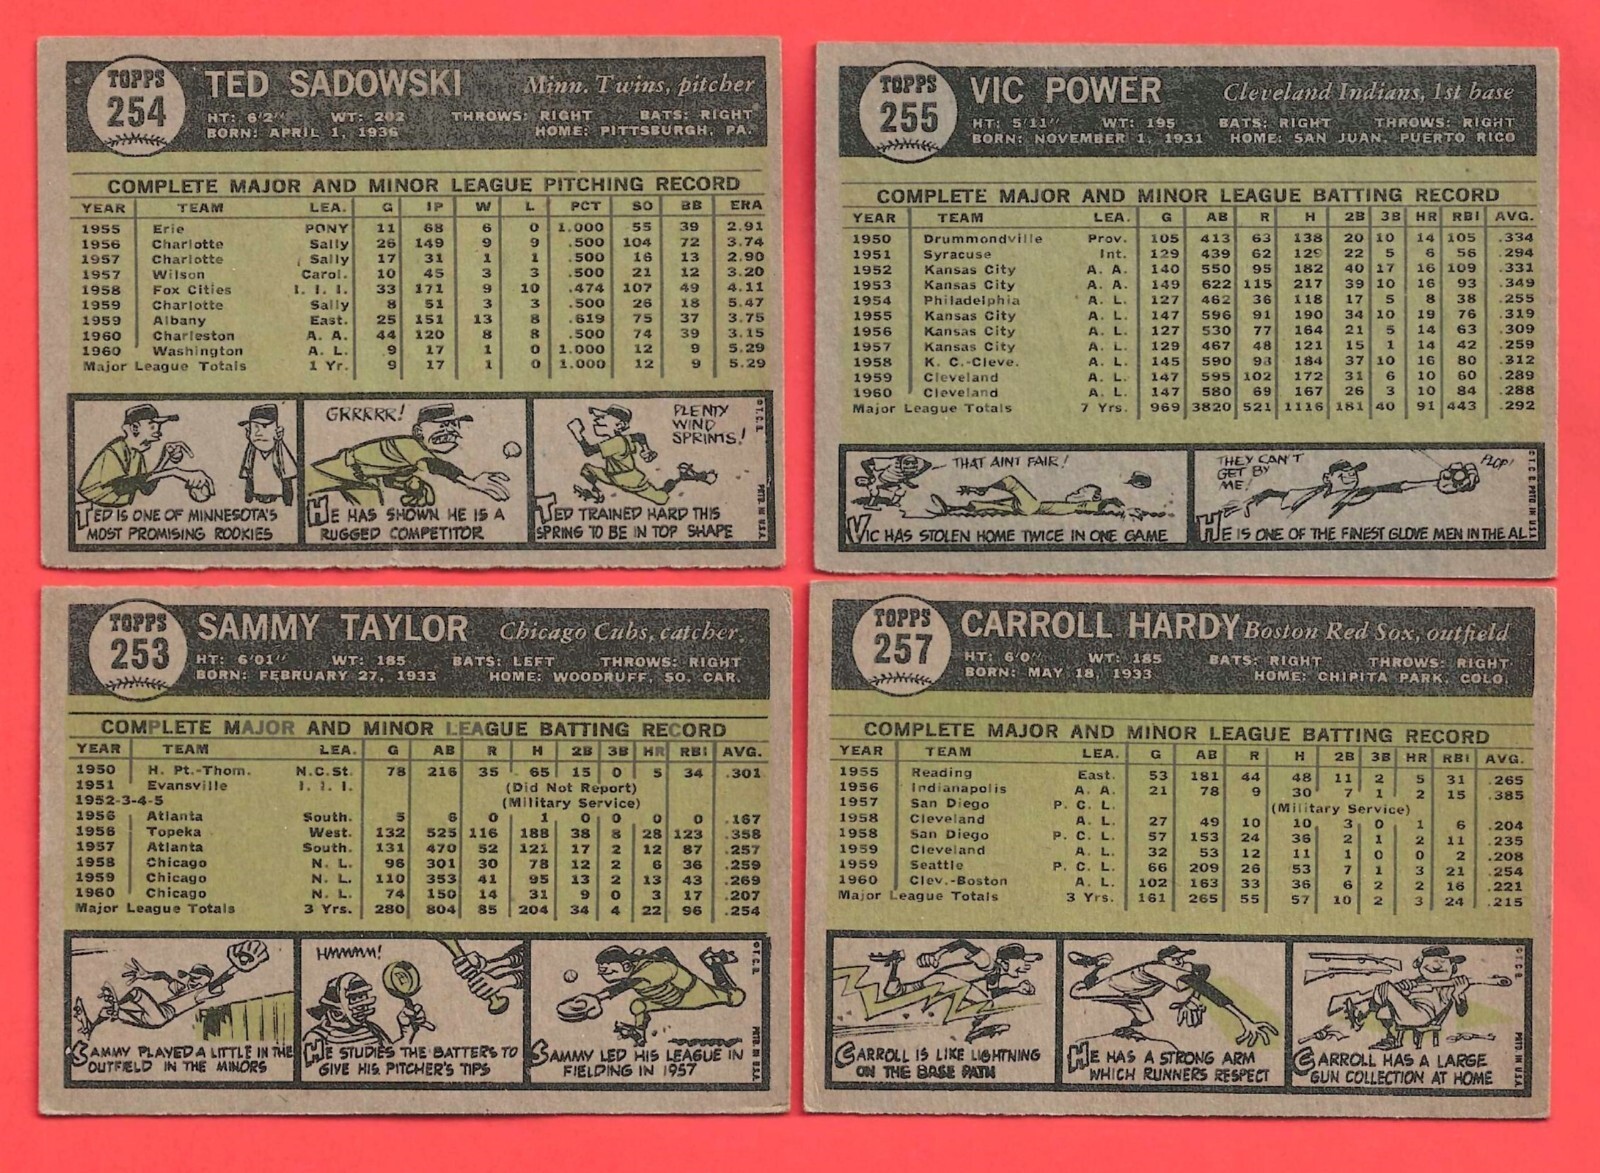 TOPPS
254
TED SADOWSKI Minn. Twins, pitcher
HT: 6'2" WT: 202 THROWS: RIGHT BATS: RIGHT
BORN: APRIL 1, 1936 HOME: PITTSBURGH, PA.
COMPLETE MAJOR AND MINOR LEAGUE PITCHING RECORD
YEAR TEAM LEA. G IP W L PCT SO BB ERA
1955 Erie PONY 11 68 6 0 1.000 55 39 2.91
1956 Charlotte Sally 26 149 9 9 .500 104 72 3.74
1957 Charlotte Sally 17 31 1 1 .500 16 13 2.90
1957 Wilson Carol. 10 45 3 3 .500 21 12 3.20
1958 Fox Cities I. I. I. 33 171 9 10 .474 107 49 4.11
1959 Charlotte Sally 8 51 3 3 .500 26 18 5.47
1959 Albany East. 25 151 13 8 .619 75 37 3.75
1960 Charleston A. A. 44 120 8 8 .500 74 39 3.15
1960 Washington A. L. 9 17 1 0 1.000 12 9 5.29
Major League Totals 1 Yr. 9 17 1 0 1.000 12 9 5.29
TED IS ONE OF MINNESOTA'S
MOST PROMISING ROOKIES
GRRRRR!
HE HAS SHOWN HE IS A
RUGGED COMPETITOR
PLENTY
WIND
SPRINTS!
TED TRAINED HARD THIS
SPRING TO BE IN TOP SHAPE
© T.C.G. PRTD. IN U.S.A.
TOPPS
255
VIC POWER Cleveland Indians, 1st base
HT: 5'11" WT: 195 BATS: RIGHT THROWS: RIGHT
BORN: NOVEMBER 1, 1931 HOME: SAN JUAN, PUERTO RICO
COMPLETE MAJOR AND MINOR LEAGUE BATTING RECORD
YEAR TEAM LEA. G AB R H 2B 3B HR RBI AVG.
1950 Drummondville Prov. 105 413 63 138 20 10 14 105 .334
1951 Syracuse Int. 129 439 62 129 22 5 6 56 .294
1952 Kansas City A. A. 140 550 95 182 40 17 16 109 .331
1953 Kansas City A. A. 149 622 115 217 39 10 16 93 .349
1954 Philadelphia A. L. 127 462 36 118 17 5 8 38 .255
1955 Kansas City A. L. 147 596 91 190 34 10 19 76 .319
1956 Kansas City A. L. 127 530 77 164 21 5 14 63 .309
1957 Kansas City A. L. 129 467 48 121 15 1 14 42 .259
1958 K. C.-Cleve. A. L. 145 590 98 184 37 10 16 80 .312
1959 Cleveland A. L. 147 595 102 172 31 6 10 60 .289
1960 Cleveland A. L. 147 580 69 167 26 3 10 84 .288
Major League Totals 7 Yrs. 969 3820 521 1116 181 40 91 443 .292
THAT AINT FAIR!
VIC HAS STOLEN HOME TWICE IN ONE GAME
THEY CAN'T
GET BY
ME!
PLOP!
HE IS ONE OF THE FINEST GLOVE MEN IN THE AL
© T.C.G. PRTD IN U.S.A.
TOPPS
253
SAMMY TAYLOR Chicago Cubs, catcher
HT: 6'01" WT: 185 BATS: LEFT THROWS: RIGHT
BORN: FEBRUARY 27, 1933 HOME: WOODRUFF, SO. CAR.
COMPLETE MAJOR AND MINOR LEAGUE BATTING RECORD
YEAR TEAM LEA. G AB R H 2B 3B HR RBI AVG.
1950 H. Pt.-Thom. N.C.St. 78 216 35 65 15 0 5 34 .301
1951 Evansville I. I. I. (Did Not Report)
1952-3-4-5 (Military Service)
1956 Atlanta South. 5 6 0 1 0 0 0 0 .167
1956 Topeka West. 132 525 116 188 38 8 28 123 .358
1957 Atlanta South. 131 470 52 121 17 2 12 87 .257
1958 Chicago N. L. 96 301 30 78 12 2 6 36 .259
1959 Chicago N. L. 110 353 41 95 13 2 13 43 .269
1960 Chicago N. L. 74 150 14 31 9 0 3 17 .207
Major League Totals 3 Yrs. 280 804 85 204 34 4 22 96 .254
SAMMY PLAYED A LITTLE IN THE
OUTFIELD IN THE MINORS
HMMMM!
HE STUDIES THE BATTERS TO
GIVE HIS PITCHER'S TIPS
SAMMY LED HIS LEAGUE IN
FIELDING IN 1957
© T.C.G. PRTD. IN U.S.A.
TOPPS
257
CARROLL HARDY Boston Red Sox, outfield
HT: 6'0" WT: 185 BATS: RIGHT THROWS: RIGHT
BORN: MAY 18, 1933 HOME: CHIPITA PARK, COLO.
COMPLETE MAJOR AND MINOR LEAGUE BATTING RECORD
YEAR TEAM LEA. G AB R H 2B 3B HR RBI AVG.
1955 Reading East. 53 181 44 48 11 2 5 31 .265
1956 Indianapolis A. A. 21 78 9 30 7 1 2 15 .385
1957 San Diego P. C. L. (Military Service)
1958 Cleveland A. L. 27 49 10 10 3 0 1 6 .204
1958 San Diego P. C. L. 57 153 24 36 2 1 2 11 .235
1959 Cleveland A. L. 32 53 12 11 1 0 0 2 .208
1959 Seattle P. C. L. 66 209 26 53 7 1 3 21 .254
1960 Clev.-Boston A. L. 102 163 33 36 6 2 2 16 .221
Major League Totals 3 Yrs. 161 265 55 57 10 2 3 24 .215
CARROLL IS LIKE LIGHTNING
ON THE BASE PATH
HE HAS A STRONG ARM
WHICH RUNNERS RESPECT
CARROLL HAS A LARGE
GUN COLLECTION AT HOME
© T.C.G. PRTD IN U.S.A.